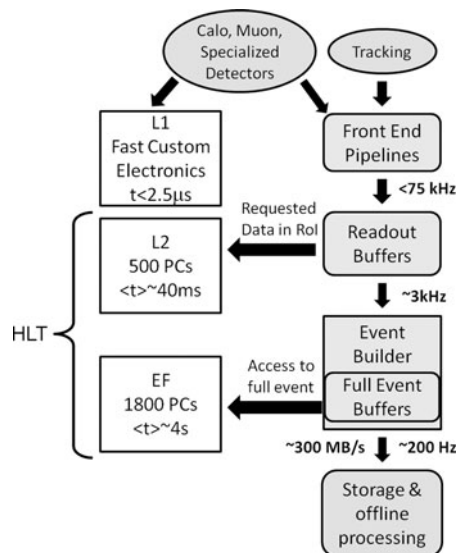 Calo, Muon,
Specialized
Detectors
Tracking
L1
Fast Custom
Electronics
t<2.5µs
Front End
Pipelines
<75 kHz
Requested
Data in RoI
L2
500 PCs
<t>~40ms
Readout
Buffers
~3kHz
HLT
Event
Builder
Full Event
Buffers
Access to
full event
EF
1800 PCs
<t>~4s
~300 MB/s
~200 Hz
Storage &
offline
processing